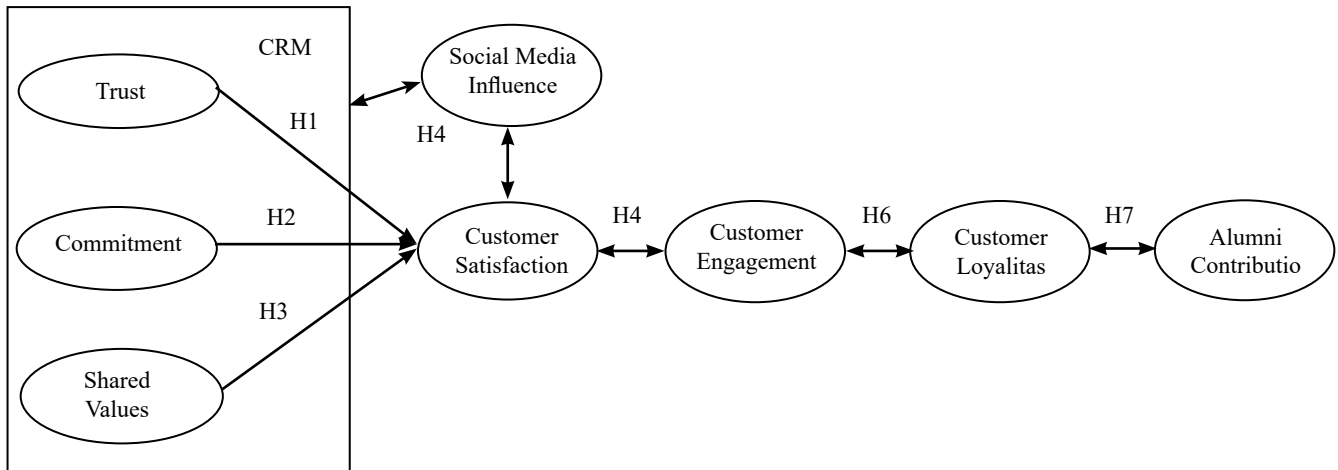 CRM
Trust
H1
Commitment
H2
H3
Shared
Values
Social Media
Influence
H4
Customer
Satisfaction
H4
Customer
Engagement
H6
Customer
Loyalitas
H7
Alumni
Contributio